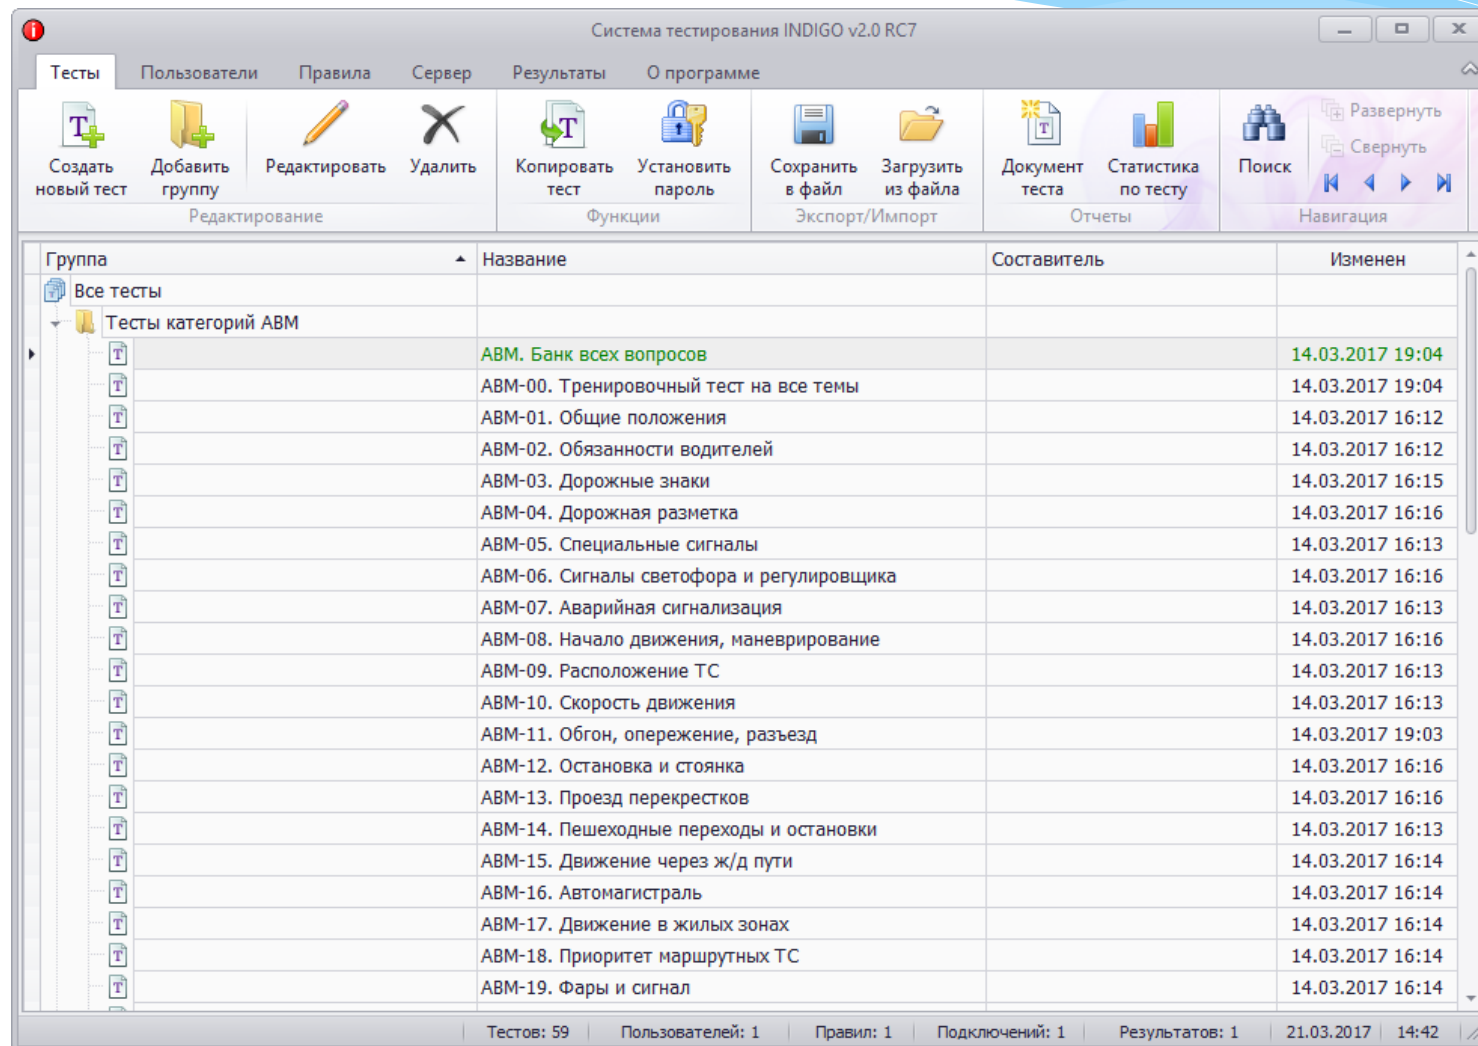 Система тестирования INDIGO v2.0 RC7
Тесты Пользователи Правила Сервер Результаты О программе
Создать новый тест
Добавить группу
Редактировать
Удалить
Копировать тест
Установить пароль
Сохранить в файл
Загрузить из файла
Документ теста
Статистика по тесту
Поиск
Развернуть
Свернуть
Редактирование Функции Экспорт/Импорт Отчеты Навигация
Группа Название Составитель Изменен
Все тесты
Тесты категорий ABM
ABM. Банк всех вопросов 14.03.2017 19:04
ABM-00. Тренировочный тест на все темы 14.03.2017 19:04
ABM-01. Общие положения 14.03.2017 16:12
ABM-02. Обязанности водителей 14.03.2017 16:12
ABM-03. Дорожные знаки 14.03.2017 16:15
ABM-04. Дорожная разметка 14.03.2017 16:16
ABM-05. Специальные сигналы 14.03.2017 16:13
ABM-06. Сигналы светофора и регулировщика 14.03.2017 16:16
ABM-07. Аварийная сигнализация 14.03.2017 16:13
ABM-08. Начало движения, маневрирование 14.03.2017 16:16
ABM-09. Расположение ТС 14.03.2017 16:13
ABM-10. Скорость движения 14.03.2017 16:13
ABM-11. Обгон, опережение, разъезд 14.03.2017 19:03
ABM-12. Остановка и стоянка 14.03.2017 16:16
ABM-13. Проезд перекрестков 14.03.2017 16:16
ABM-14. Пешеходные переходы и остановки 14.03.2017 16:13
ABM-15. Движение через ж/д пути 14.03.2017 16:14
ABM-16. Автомагистраль 14.03.2017 16:14
ABM-17. Движение в жилых зонах 14.03.2017 16:14
ABM-18. Приоритет маршрутных ТС 14.03.2017 16:14
ABM-19. Фары и сигнал 14.03.2017 16:14
Тестов: 59 Пользователей: 1 Правил: 1 Подключений: 1 Результатов: 1 21.03.2017 14:42